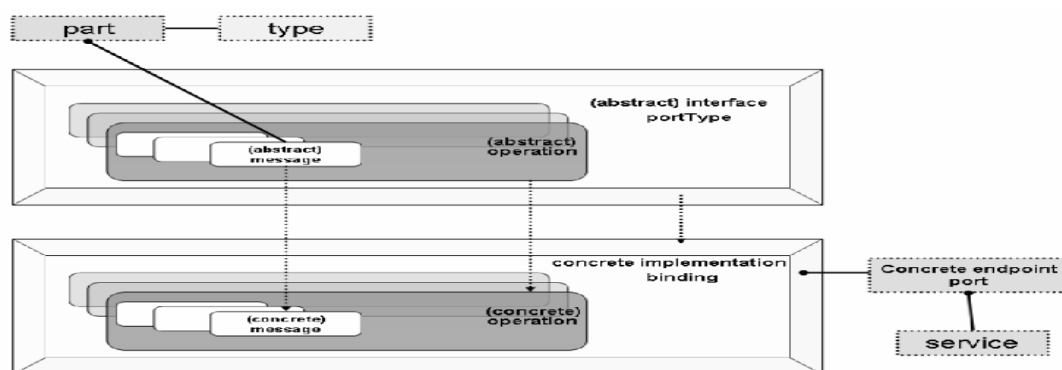 part
type
(abstract) interface
portType
(abstract)
operation
(abstract)
message
concrete implementation
binding
Concrete endpoint
port
(concrete)
operation
(concrete)
message
service